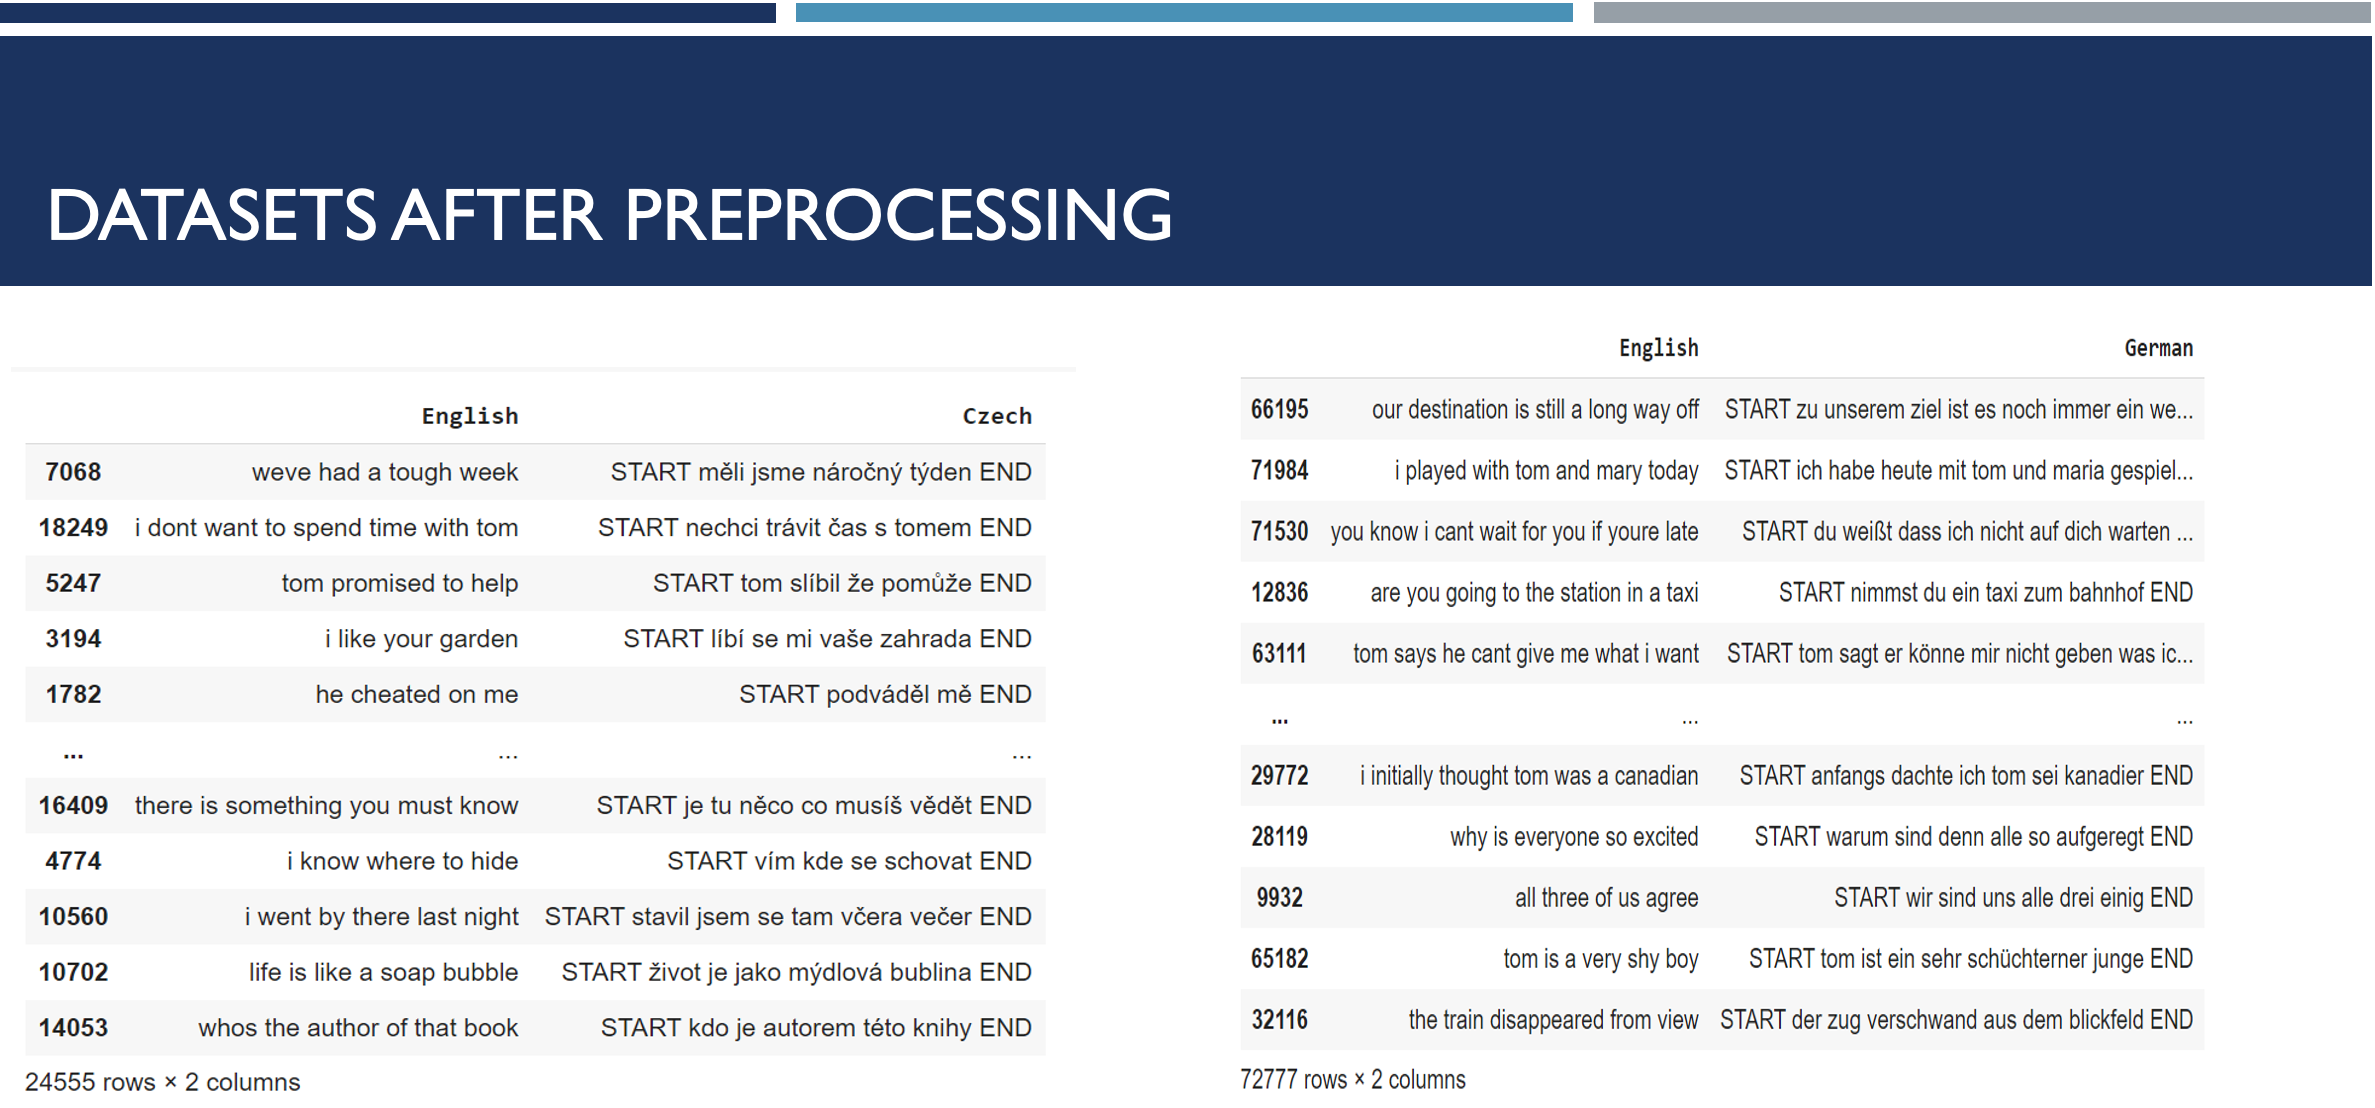 DATASETS AFTER PREPROCESSING
English Czech
7068 weve had a tough week START měli jsme náročný týden END
18249 i dont want to spend time with tom START nechci trávit čas s tomem END
5247 tom promised to help START tom slíbil že pomůže END
3194 i like your garden START líbí se mi vaše zahrada END
1782 he cheated on me START podváděl mě END
... ... ...
16409 there is something you must know START je tu něco co musíš vědět END
4774 i know where to hide START vím kde se schovat END
10560 i went by there last night START stavil jsem se tam včera večer END
10702 life is like a soap bubble START život je jako mýdlová bublina END
14053 whos the author of that book START kdo je autorem této knihy END
24555 rows × 2 columns
English German
66195 our destination is still a long way off START zu unserem ziel ist es noch immer ein we...
71984 i played with tom and mary today START ich habe heute mit tom und maria gespiel...
71530 you know i cant wait for you if youre late START du weißt dass ich nicht auf dich warten ...
12836 are you going to the station in a taxi START nimmst du ein taxi zum bahnhof END
63111 tom says he cant give me what i want START tom sagt er könne mir nicht geben was ic...
... ... ...
29772 i initially thought tom was a canadian START anfangs dachte ich tom sei kanadier END
28119 why is everyone so excited START warum sind denn alle so aufgeregt END
9932 all three of us agree START wir sind uns alle drei einig END
65182 tom is a very shy boy START tom ist ein sehr schüchterner junge END
32116 the train disappeared from view START der zug verschwand aus dem blickfeld END
72777 rows × 2 columns